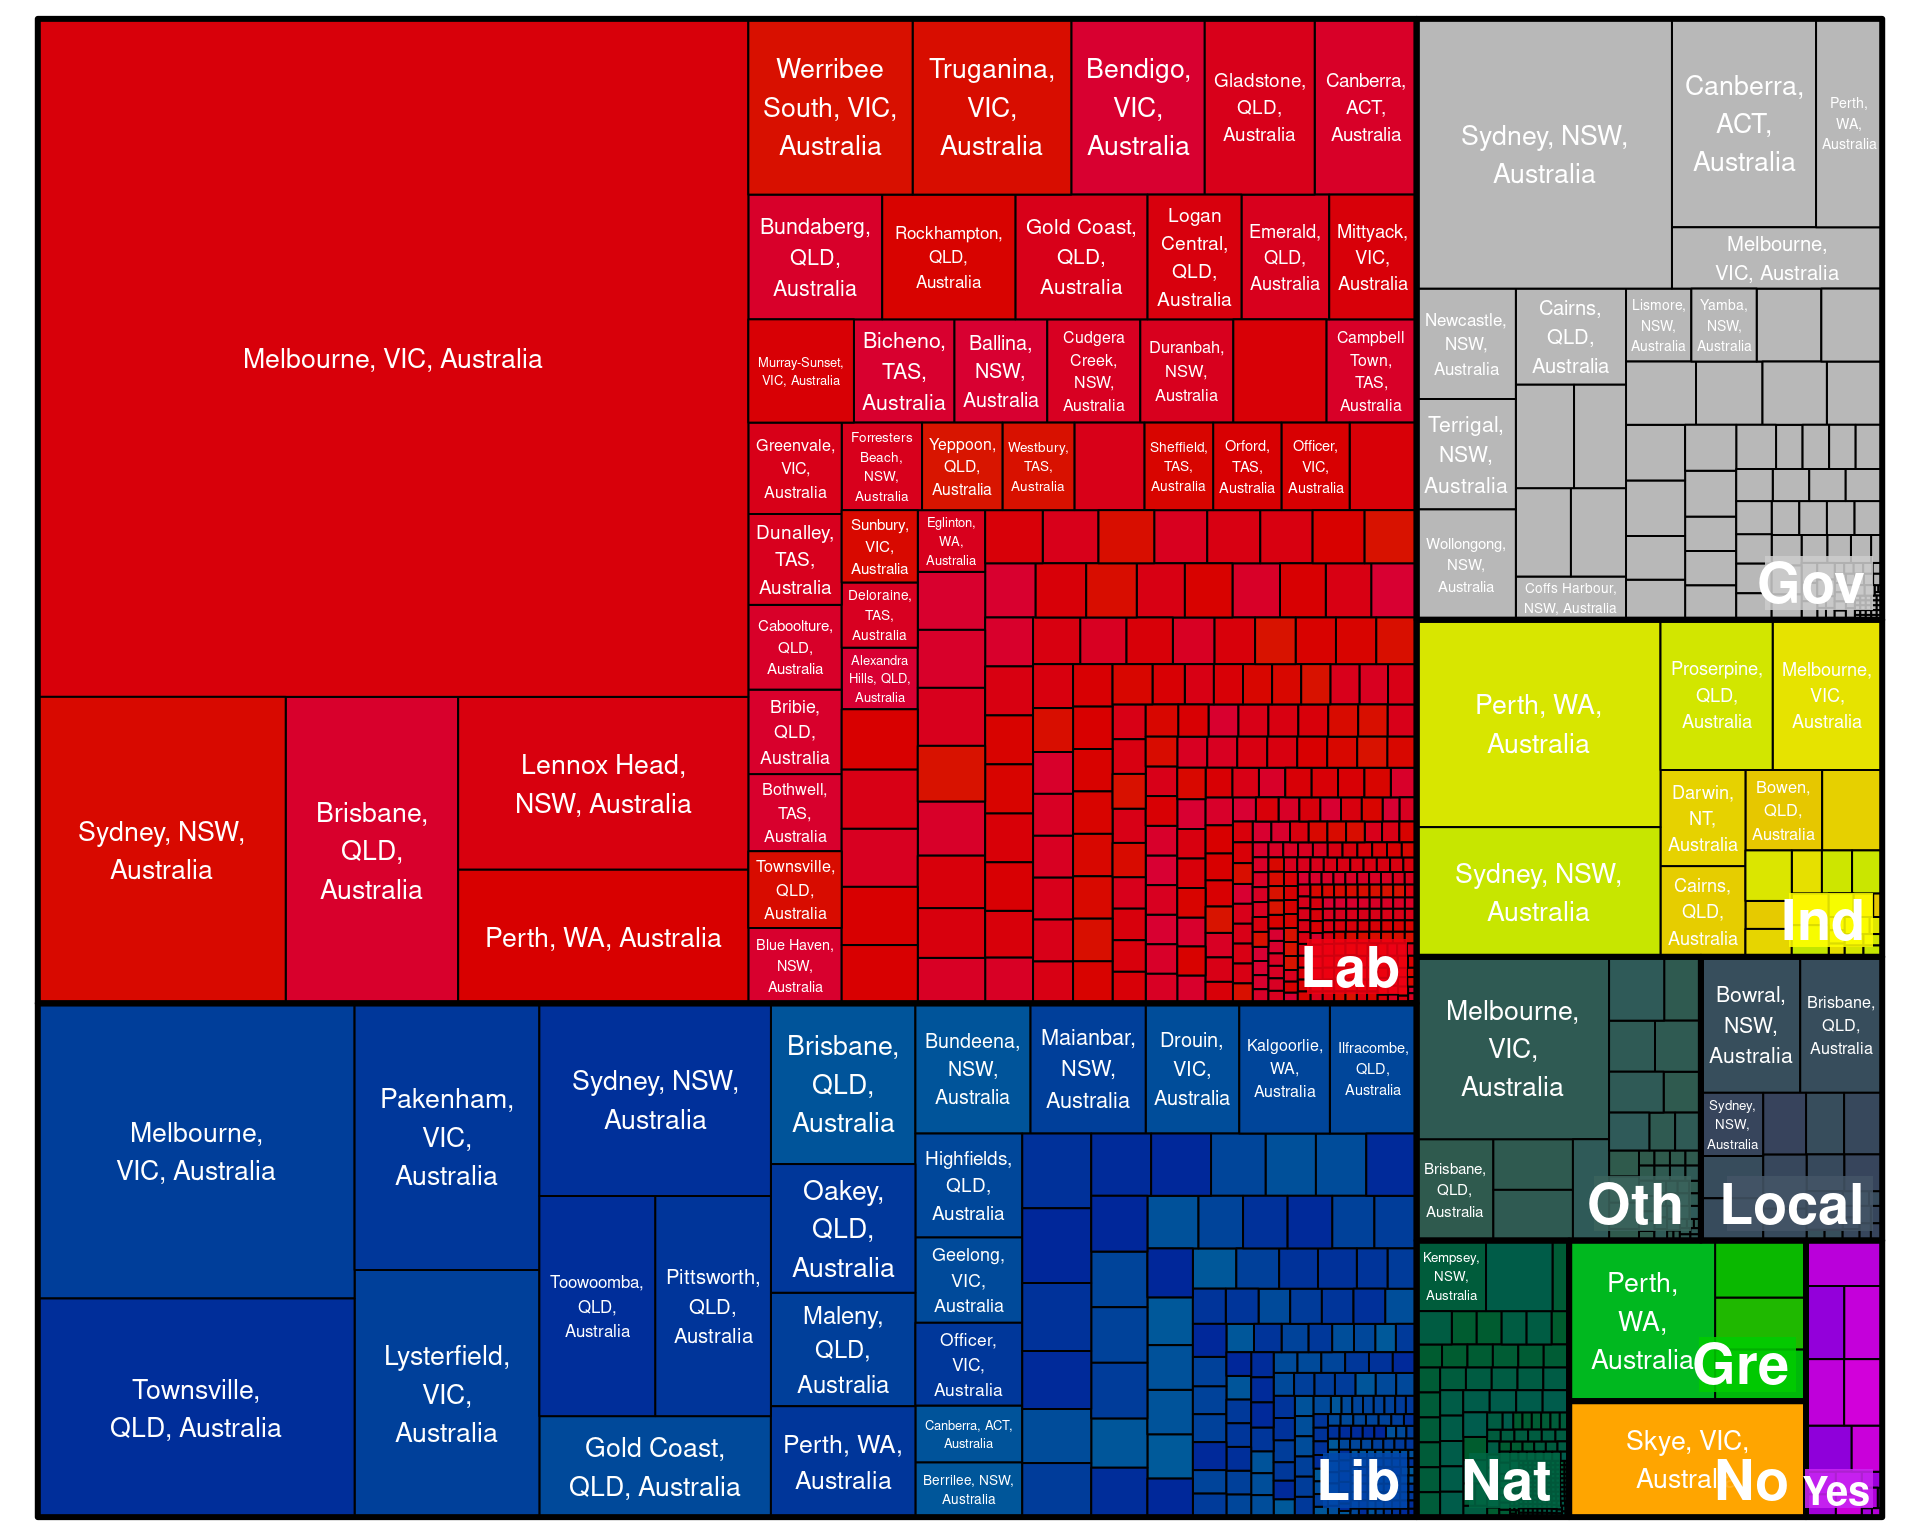 Melbourne, VIC, Australia
Sydney, NSW,
Australia
Brisbane,
QLD,
Australia
Lennox Head,
NSW, Australia
Perth, WA, Australia
Werribee
South, VIC,
Australia
Truganina,
VIC,
Australia
Bendigo,
VIC,
Australia
Gladstone,
QLD,
Australia
Canberra,
ACT,
Australia
Bundaberg,
QLD,
Australia
Rockhampton,
QLD,
Australia
Gold Coast,
QLD,
Australia
Logan
Central,
QLD,
Australia
Emerald,
QLD,
Australia
Mittyack,
VIC,
Australia
Murray-Sunset,
VIC, Australia
Bicheno,
TAS,
Australia
Ballina,
NSW,
Australia
Cudgera
Creek,
NSW,
Australia
Duranbah,
NSW,
Australia
Campbell
Town,
TAS,
Australia
Greenvale,
VIC,
Australia
Forresters
Beach,
NSW,
Australia
Yeppoon,
QLD,
Australia
Westbury,
TAS,
Australia
Sheffield,
TAS,
Australia
Orford,
TAS,
Australia
Officer,
VIC,
Australia
Dunalley,
TAS,
Australia
Sunbury,
VIC,
Australia
Eglinton,
WA,
Australia
Deloraine,
TAS,
Australia
Caboolture,
QLD,
Australia
Alexandra
Hills, QLD,
Australia
Bribie,
QLD,
Australia
Bothwell,
TAS,
Australia
Townsville,
QLD,
Australia
Blue Haven,
NSW,
Australia
Lab
Melbourne,
VIC, Australia
Townsville,
QLD, Australia
Pakenham,
VIC,
Australia
Lysterfield,
VIC,
Australia
Sydney, NSW,
Australia
Toowoomba,
QLD,
Australia
Pittsworth,
QLD,
Australia
Gold Coast,
QLD, Australia
Brisbane,
QLD,
Australia
Oakey,
QLD,
Australia
Maleny,
QLD,
Australia
Perth, WA,
Australia
Bundeena,
NSW,
Australia
Maianbar,
NSW,
Australia
Drouin,
VIC,
Australia
Kalgoorlie,
WA,
Australia
Ilfracombe,
QLD,
Australia
Highfields,
QLD,
Australia
Geelong,
VIC,
Australia
Officer,
VIC,
Australia
Canberra, ACT,
Australia
Berrilee, NSW,
Australia
Lib
Sydney, NSW,
Australia
Canberra,
ACT,
Australia
Perth,
WA,
Australia
Melbourne,
VIC, Australia
Newcastle,
NSW,
Australia
Cairns,
QLD,
Australia
Lismore,
NSW,
Australia
Yamba,
NSW,
Australia
Terrigal,
NSW,
Australia
Wollongong,
NSW,
Australia
Coffs Harbour,
NSW, Australia
Gov
Perth, WA,
Australia
Proserpine,
QLD,
Australia
Melbourne,
VIC,
Australia
Sydney, NSW,
Australia
Darwin,
NT,
Australia
Bowen,
QLD,
Australia
Cairns,
QLD,
Australia
Ind
Melbourne,
VIC,
Australia
Brisbane,
QLD,
Australia
Oth
Bowral,
NSW,
Australia
Brisbane,
QLD,
Australia
Sydney,
NSW,
Australia
Local
Kempsey,
NSW,
Australia
Nat
Perth,
WA,
Australia
Gre
Skye, VIC,
Austral
No
Yes